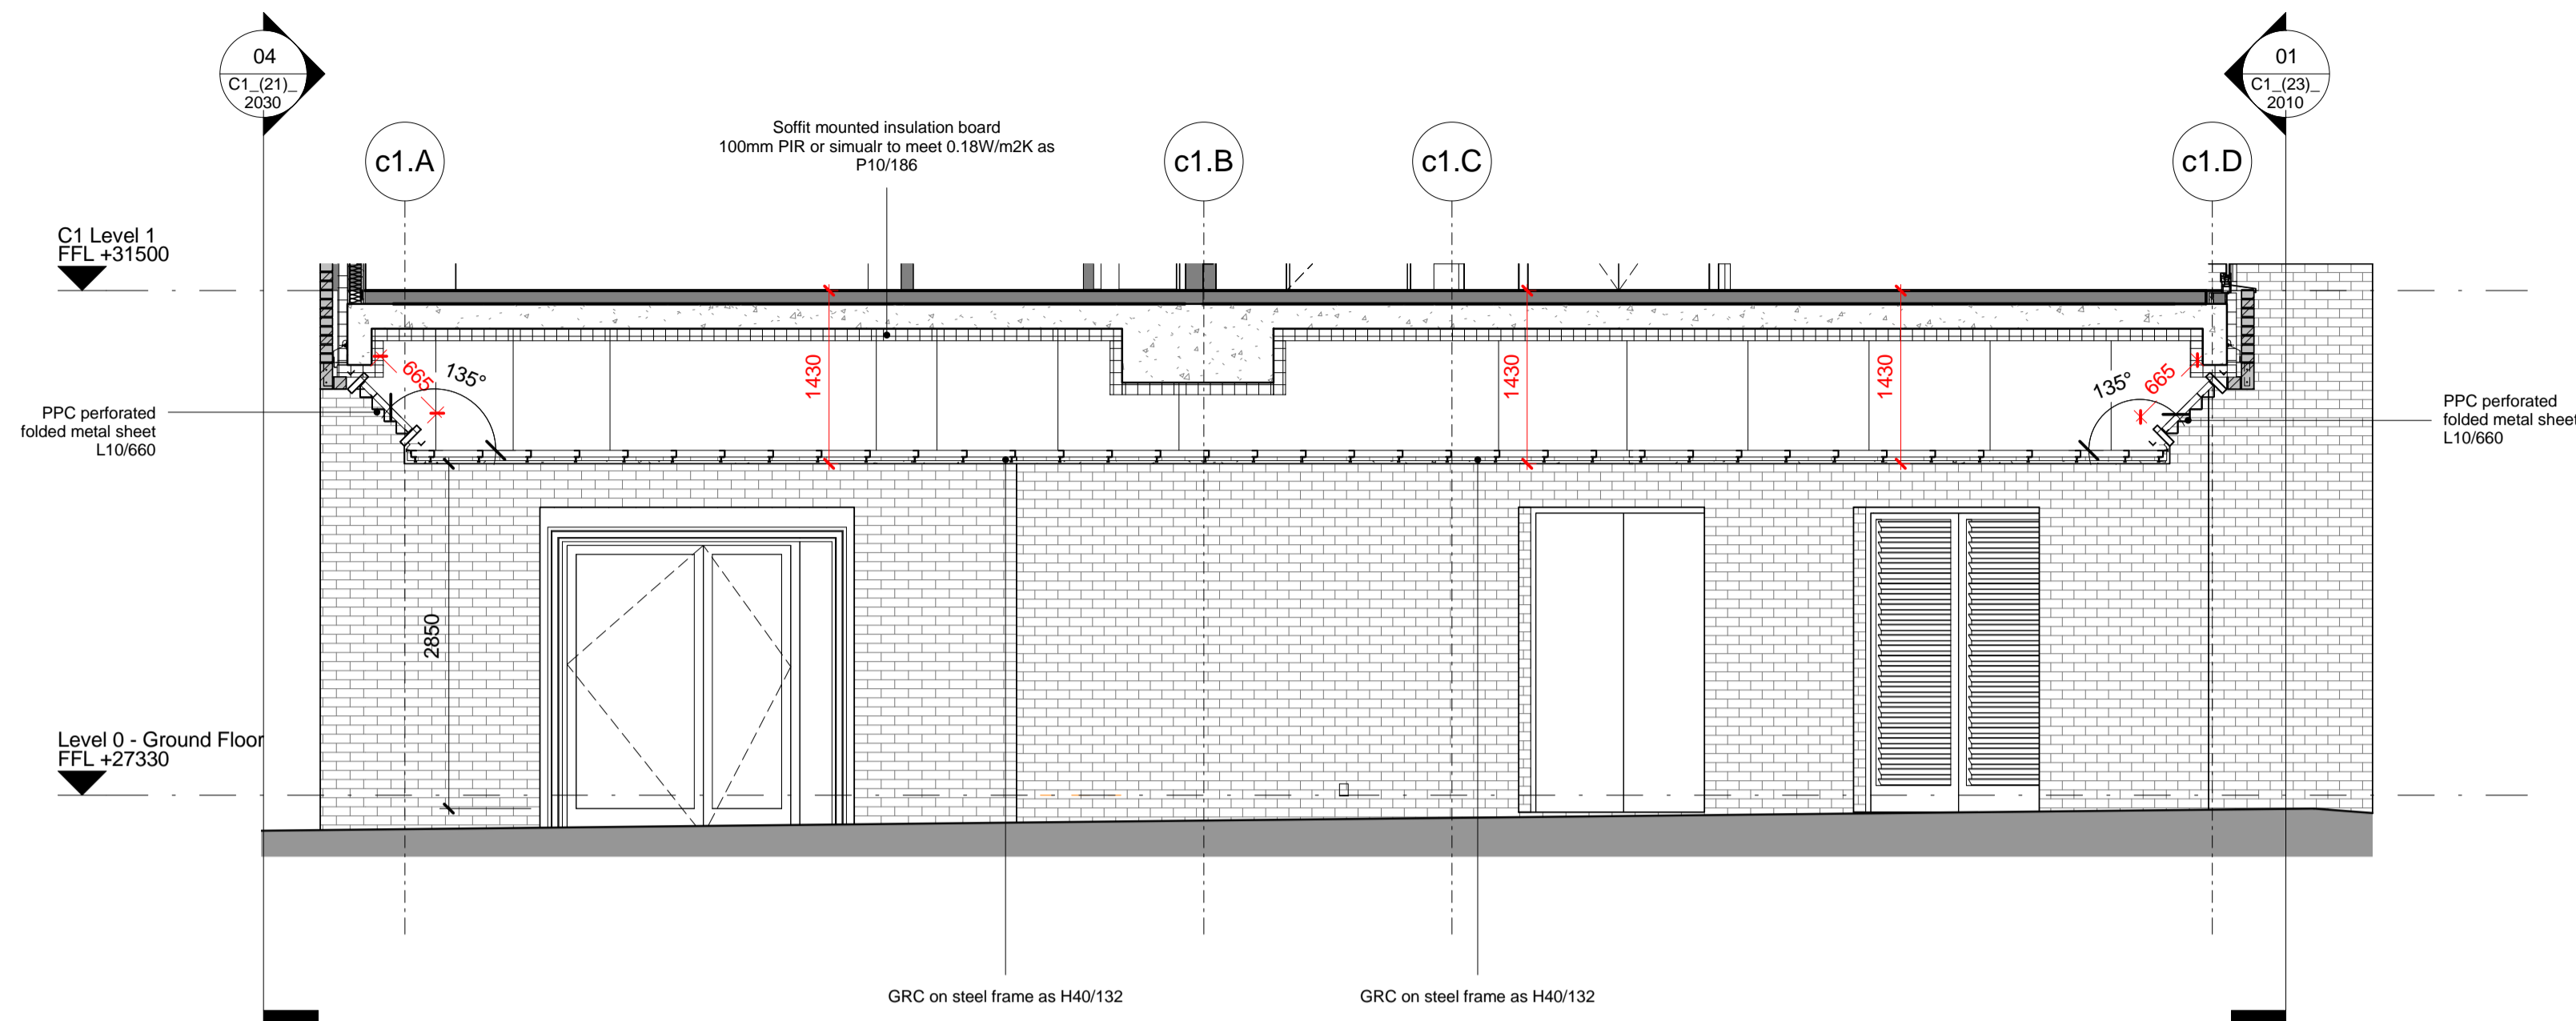 04
C1_(21)_
2030
01
C1_(23)_
2010
Soffit mounted insulation board
100mm PIR or simualr to meet 0.18W/m2K as
P10/186
c1.A
c1.B
c1.C
c1.D
C1 Level 1
FFL +31500
665
135°
1430
1430
1430
135°
665
PPC perforated
folded metal sheet
L10/660
PPC perforated
folded metal sheet
L10/660
2850
Level 0 - Ground Floor
FFL +27330
GRC on steel frame as H40/132
GRC on steel frame as H40/132